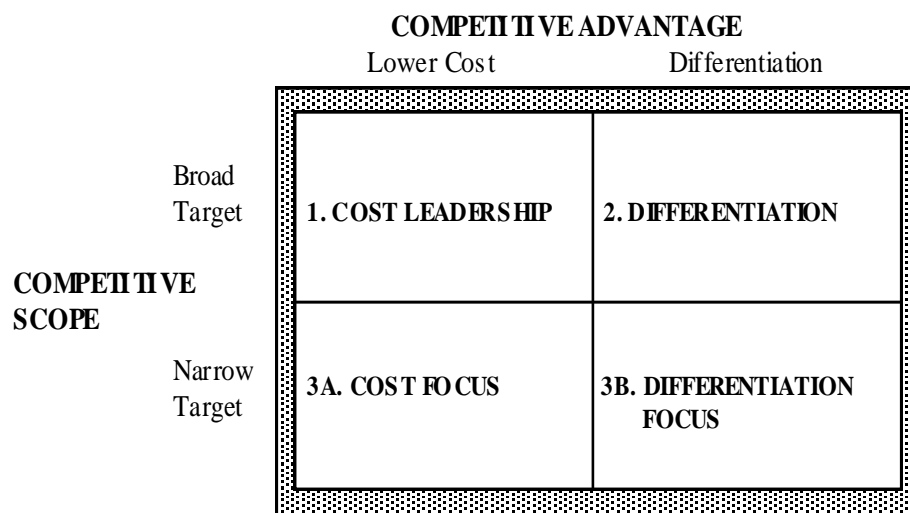 COMPETITIVE ADVANTAGE
Lower Cost Differentiation
Broad
Target
1. COST LEADERSHIP 2. DIFFERENTIATION
COMPETITIVE
SCOPE
Narrow
Target
3A. COST FOCUS 3B. DIFFERENTIATION
FOCUS